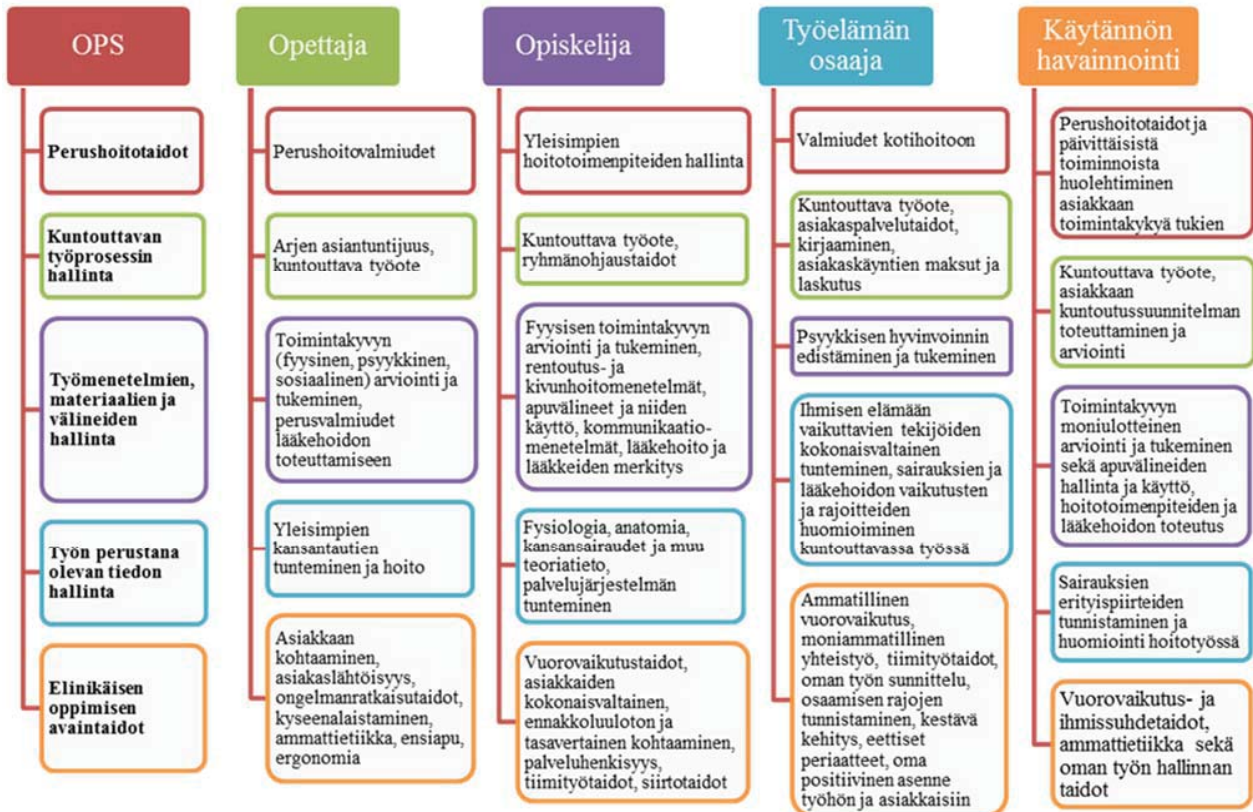 OPS
Perushoitotaidot
Kuntouttavan
työprosessin
hallinta
Työmenetelmien,
materiaalien ja
välineiden
hallinta
Työn perustana
olevan tiedon
hallinta
Elinikäisen
oppimisen
avaintaidot
Opettaja
Perushoitovalmiudet
Arjen asiantuntijuus,
kuntouttava työote
Toimintakyvyn
(fyysinen, psyykkinen,
sosiaalinen) arviointi ja
tukeminen,
perusvalmiudet
lääkehoidon
toteuttamiseen
Yleisimpien
kansantautien
tunteminen ja hoito
Asiakkaan
kohtaaminen,
asiakaslähtöisyys,
ongelmanratkaisutaidot,
kyseenalaistaminen,
ammattietiikka, ensiapu,
ergonomia
Opiskelija
Yleisimpien
hoitotoimenpiteiden hallinta
Kuntouttava työote,
ryhmänohjaustaidot
Fyysisen toimintakyvyn
arviointi ja tukeminen,
rentoutus- ja
kivunhoitomenetelmät,
apuvälineet ja niiden
käyttö, kommunikaatio-
menetelmät, lääkehoito ja
lääkkeiden merkitys
Fysiologia, anatomia,
kansansairaudet ja muu
teoriatieto,
palvelujärjestelmän
tunteminen
Vuorovaikutustaidot,
asiakkaiden
kokonaisvaltainen,
ennakkoluuloton ja
tasavertainen kohtaaminen,
palveluhenkisyys,
tiimityötaidot, siirtotaidot
Työelämän
osaaja
Valmiudet kotihoitoon
Kuntouttava työote,
asiakaspalvelutaidot,
kirjaaminen,
asiakaskäyntien maksut ja
laskutus
Psyykkisen hyvinvoinnin
edistäminen ja tukeminen
Ihmisen elämään
vaikuttavien tekijöiden
kokonaisvaltainen
tunteminen, sairauksien ja
lääkehoidon vaikutusten
ja rajoitteiden
huomioiminen
kuntouttavassa työssä
Ammatillinen
vuorovaikutus,
moniammatillinen
yhteistyö, tiimityötaidot,
oman työn sunnittelu,
osaamisen rajojen
tunnistaminen, kestävä
kehitys, eettiset
periaatteet, oma
positiivinen asenne
työhön ja asiakkaisiin
Käytännön
havainnointi
Perushoitotaidot ja
päivittäisistä
toiminnoista
huolehtiminen
asiakkaan
toimintakykyä tukien
Kuntouttava työote,
asiakkaan
kuntoutussuunnitelman
toteuttaminen ja
arviointi
Toimintakyvyn
moniulotteinen
arviointi ja tukeminen
sekä apuvälineiden
hallinta ja käyttö,
hoitotoimenpiteiden ja
lääkehoidon toteutus
Sairauksien
erityispiirteiden
tunnistaminen ja
huomiointi hoitotyössä
Vuorovaikutus- ja
ihmissuhdetaidot,
ammattietiikka sekä
oman työn hallinnan
taidot